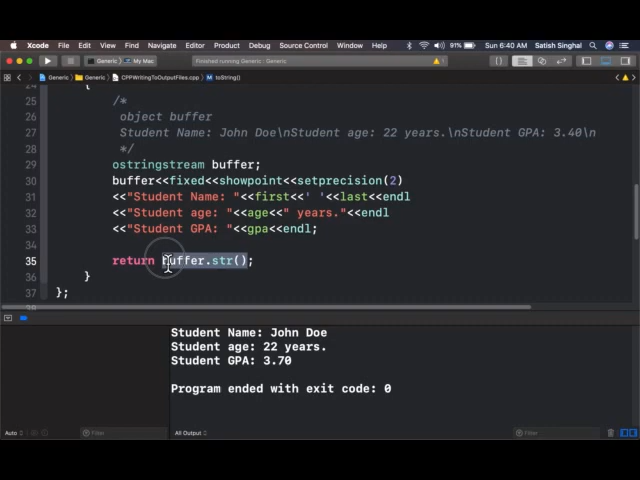 Xcode File Edit View Find Navigate Editor Product Debug Source Control Window Help 91% Sun 6:40 AM Satish Singhal
Generic My Mac Finished running Generic : Generic 1
Generic Generic CPPWritingToOutputFiles.cpp M toString()
24 {
25 /*
26 object buffer
27 Student Name: John Doe\nStudent age: 22 years.\nStudent GPA: 3.40\n
28 */
29 ostringstream buffer;
30 buffer<<fixed<<showpoint<<setprecision(2)
31 <<"Student Name: "<<first<<' '<<last<<endl
32 <<"Student age: "<<age<<" years."<<endl
33 <<"Student GPA: "<<gpa<<endl;
34
35 return buffer.str();
36 }
37 };
38
Student Name: John Doe
Student age: 22 years.
Student GPA: 3.70
Program ended with exit code: 0
Auto Filter All Output Filter